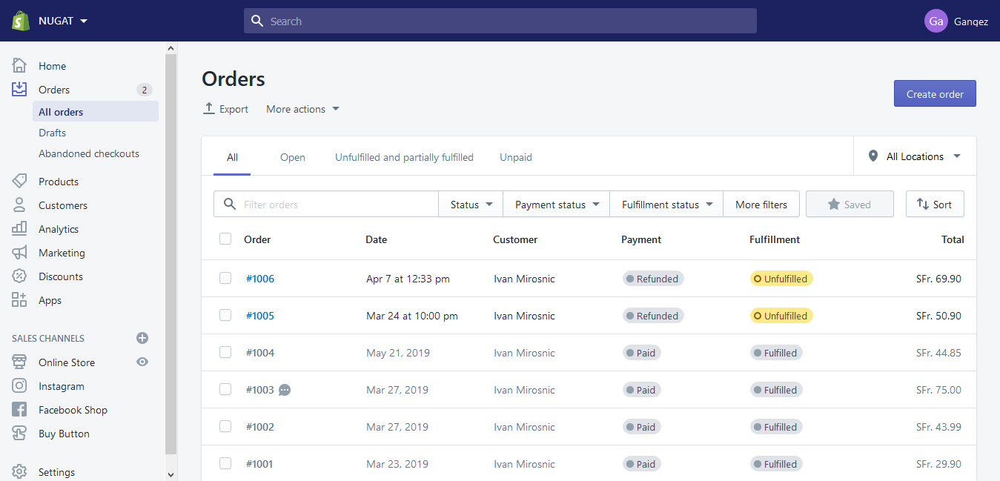 NUGAT
Search
Ga
Gangez
Home
Orders 2
All orders
Drafts
Abandoned checkouts
Products
Customers
Analytics
Marketing
Discounts
Apps
SALES CHANNELS
Online Store
Instagram
Facebook Shop
Buy Button
Settings
Orders
Export More actions
Create order
All Open Unfulfilled and partially fulfilled Unpaid All Locations
Filter orders Status Payment status Fulfillment status More filters Saved Sort
Order Date Customer Payment Fulfillment Total
#1006 Apr 7 at 12:33 pm Ivan Mirosnic Refunded Unfulfilled SFr. 69.90
#1005 Mar 24 at 10:00 pm Ivan Mirosnic Refunded Unfulfilled SFr. 50.90
#1004 May 21, 2019 Ivan Mirosnic Paid Fulfilled SFr. 44.85
#1003 Mar 27, 2019 Ivan Mirosnic Paid Fulfilled SFr. 75.00
#1002 Mar 27, 2019 Ivan Mirosnic Paid Fulfilled SFr. 43.99
#1001 Mar 23, 2019 Ivan Mirosnic Paid Fulfilled SFr. 29.90